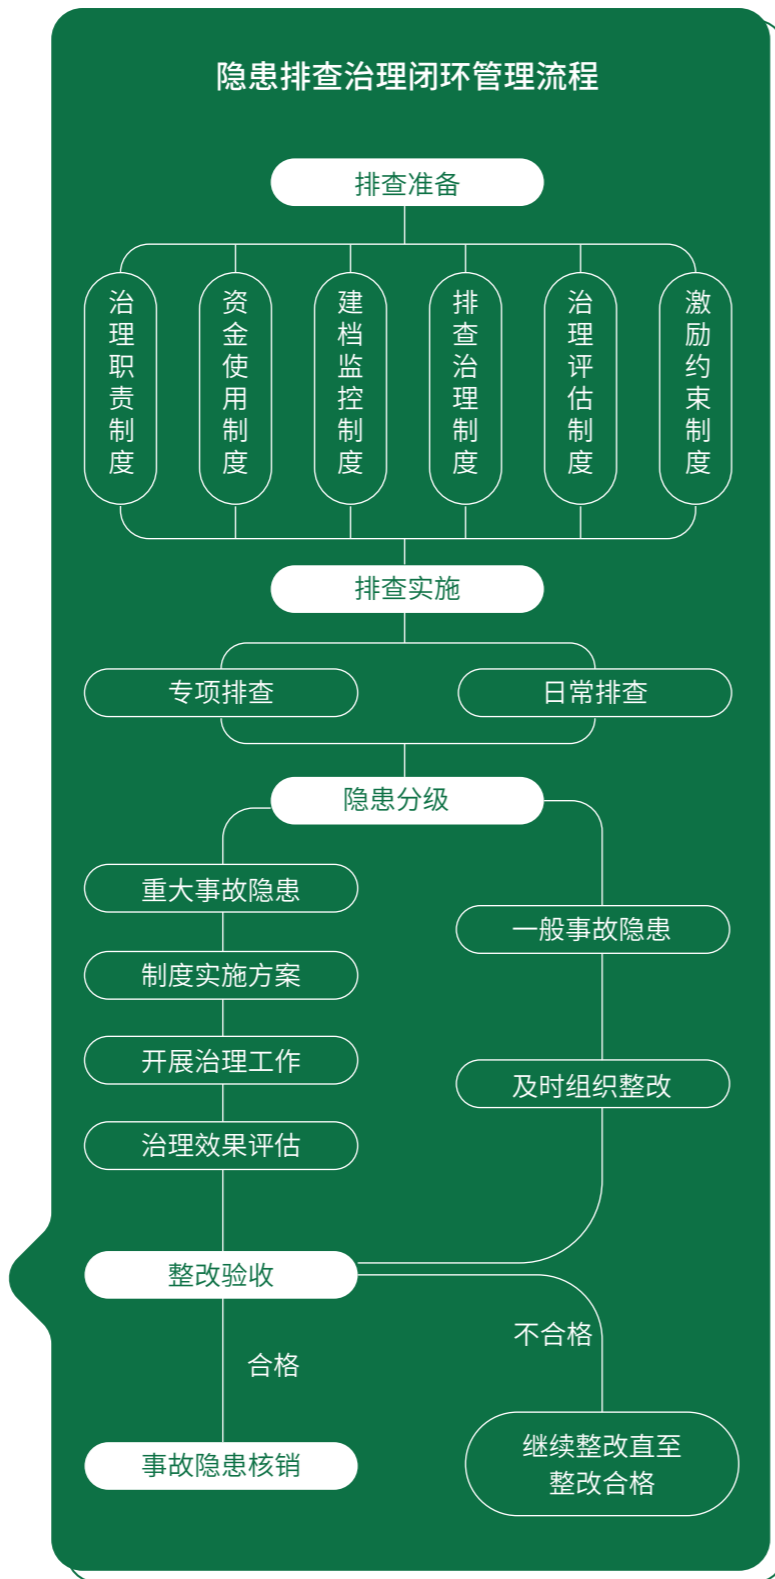 隐患排查治理闭环管理流程
排查准备
治理职责制度
资金使用制度
建档监控制度
排查治理制度
治理评估制度
激励约束制度
排查实施
专项排查
日常排查
隐患分级
重大事故隐患
一般事故隐患
制度实施方案
开展治理工作
及时组织整改
治理效果评估
整改验收
不合格
合格
继续整改直至
整改合格
事故隐患核销